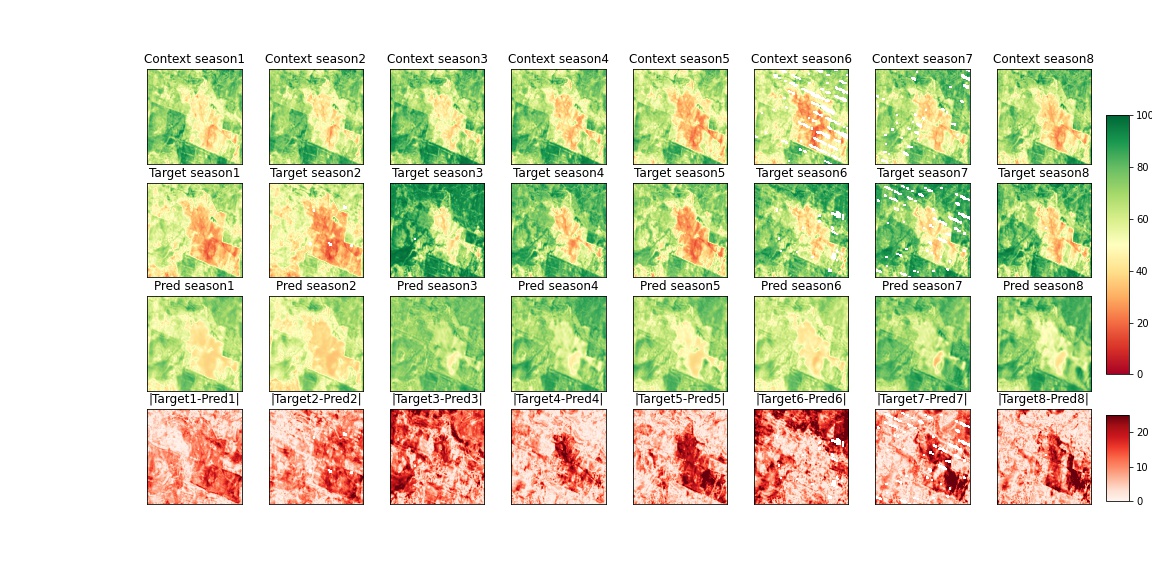 Context season1 Context season2 Context season3 Context season4 Context season5 Context season6 Context season7 Context season8
Target season1 Target season2 Target season3 Target season4 Target season5 Target season6 Target season7 Target season8
Pred season1 Pred season2 Pred season3 Pred season4 Pred season5 Pred season6 Pred season7 Pred season8
|Target1-Pred1| |Target2-Pred2| |Target3-Pred3| |Target4-Pred4| |Target5-Pred5| |Target6-Pred6| |Target7-Pred7| |Target8-Pred8|
100
80
60
40
20
0
20
10
0